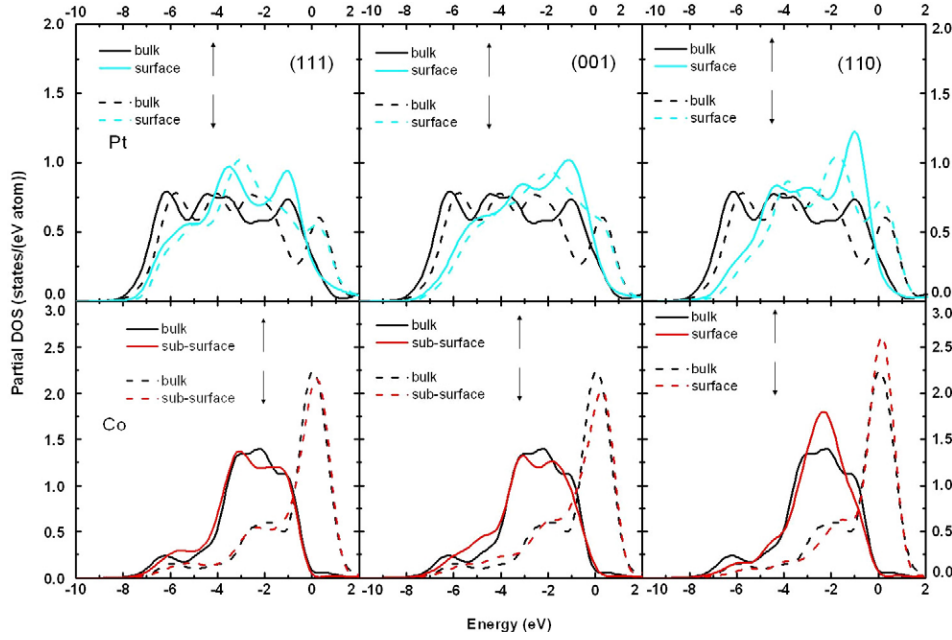 -10 -8 -6 -4 -2 0 2 -10 -8 -6 -4 -2 0 2 -10 -8 -6 -4 -2 0 2
2.0
bulk
surface
(111)
bulk
surface
Pt
bulk
surface
(001)
bulk
surface
bulk
surface
(110)
bulk
surface
2.0
1.5
1.0
0.5
0.0
1.5
1.0
0.5
0.0
Partial DOS (states/(eV atom))
3.0
2.5
2.0
1.5
1.0
0.5
0.0
bulk
sub-surface
bulk
sub-surface
Co
bulk
sub-surface
bulk
sub-surface
bulk
surface
bulk
surface
3.0
2.5
2.0
1.5
1.0
0.5
0.0
-10 -8 -6 -4 -2 0 2 -10 -8 -6 -4 -2 0 2 -10 -8 -6 -4 -2 0 2
Energy (eV)